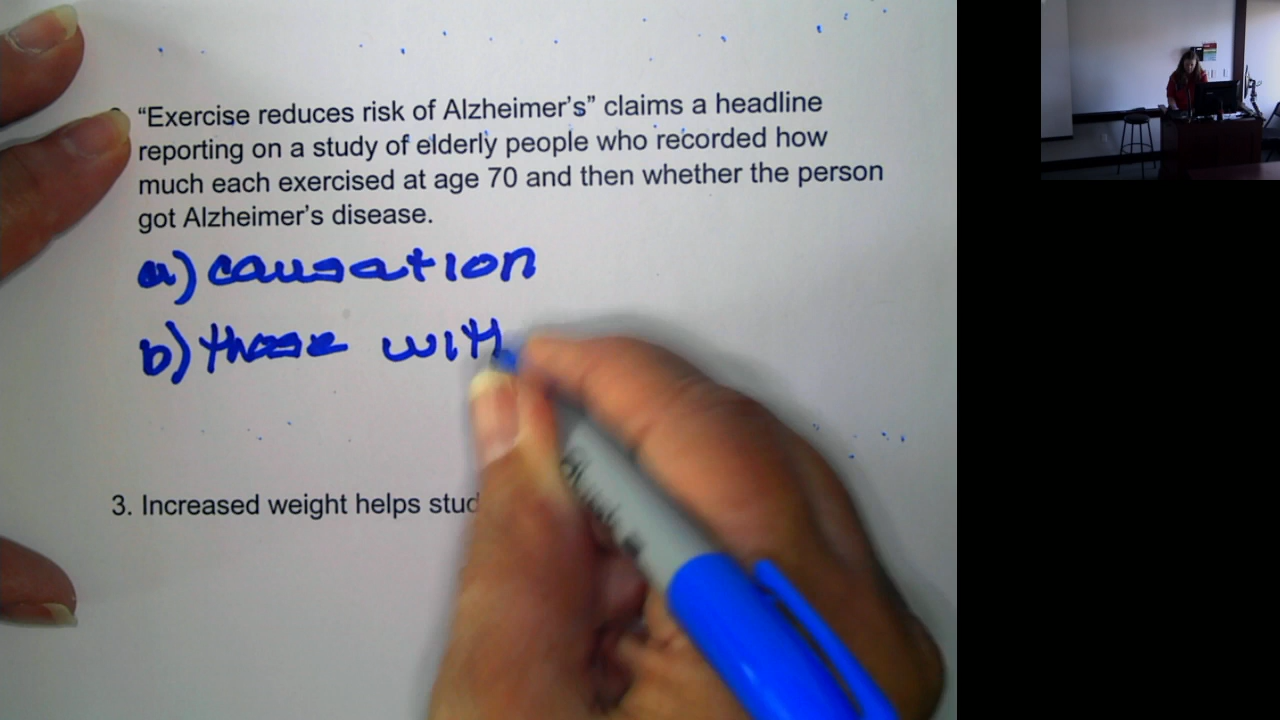 “Exercise reduces risk of Alzheimer’s” claims a headline
reporting on a study of elderly people who recorded how
much each exercised at age 70 and then whether the person
got Alzheimer’s disease.
a) causation
b) those with
3. Increased weight helps stud